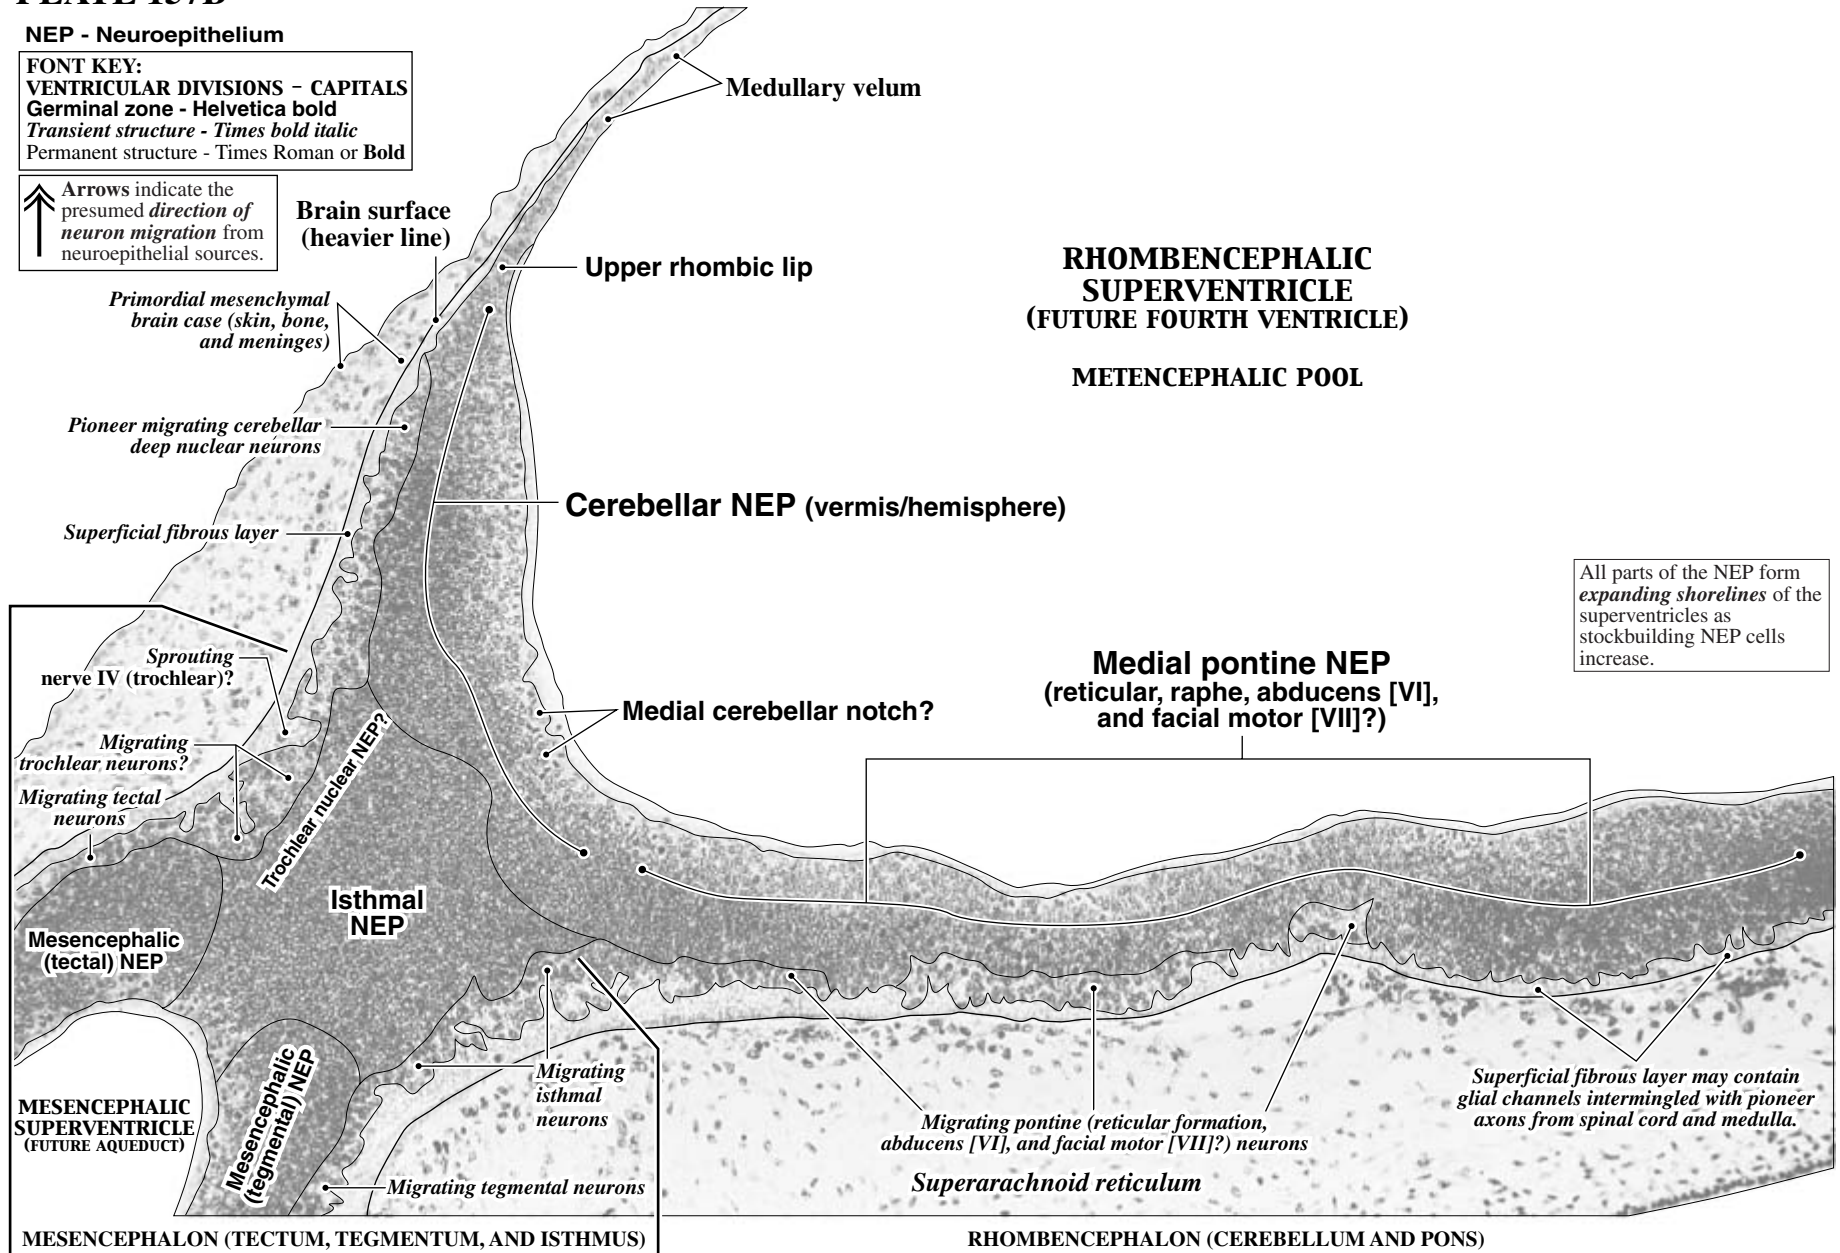 PLATE 157B
NEP - Neuroepithelium
FONT KEY:
VENTRICULAR DIVISIONS – CAPITALS
Germinal zone - Helvetica bold
Transient structure - Times bold italic
Permanent structure - Times Roman or Bold
Arrows indicate the
presumed direction of
neuron migration from
neuroepithelial sources.
Medullary velum
Brain surface
(heavier line)
Upper rhombic lip
RHOMBENCEPHALIC
SUPERVENTRICLE
(FUTURE FOURTH VENTRICLE)
METENCEPHALIC POOL
Primordial mesenchymal
brain case (skin, bone,
and meninges)
Pioneer migrating cerebellar
deep nuclear neurons
Cerebellar NEP (vermis/hemisphere)
Superficial fibrous layer
All parts of the NEP form
expanding shorelines of the
superventricles as
stockbuilding NEP cells
increase.
Sprouting
nerve IV (trochlear)?
Medial cerebellar notch?
Medial pontine NEP
(reticular, raphe, abducens [VI],
and facial motor [VII]?)
Migrating
trochlear neurons?
Trochlear nuclear NEP?
Migrating tectal
neurons
Isthmal
NEP
Mesencephalic
(tectal) NEP
Mesencephalic
(tegmental) NEP
MESENCEPHALIC
SUPERVENTRICLE
(FUTURE AQUEDUCT)
Migrating
isthmal
neurons
Migrating pontine (reticular formation,
abducens [VI], and facial motor [VII]?) neurons
Superficial fibrous layer may contain
glial channels intermingled with pioneer
axons from spinal cord and medulla.
Migrating tegmental neurons
Superarachnoid reticulum
MESENCEPHALON (TECTUM, TEGMENTUM, AND ISTHMUS)
RHOMBENCEPHALON (CEREBELLUM AND PONS)